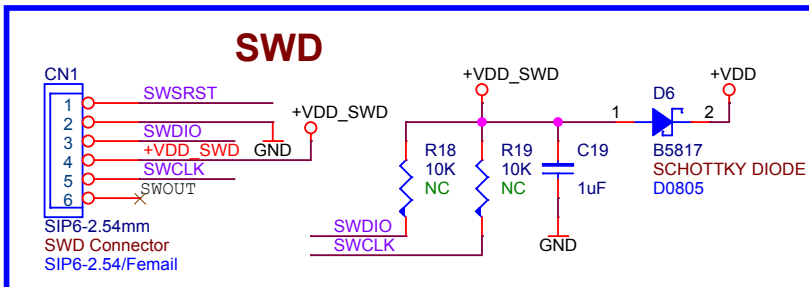 SWD
CN1
1
2
3
4
5
6
SWSRST
SWDIO
+VDD_SWD
SWCLK
SWOUT
GND
+VDD_SWD
SIP6-2.54mm
SWD Connector
SIP6-2.54/Femail
+VDD_SWD
R18
10K
NC
R19
10K
NC
C19
1uF
GND
SWDIO
SWCLK
D6
1
2
+VDD
B5817
SCHOTTKY DIODE
D0805